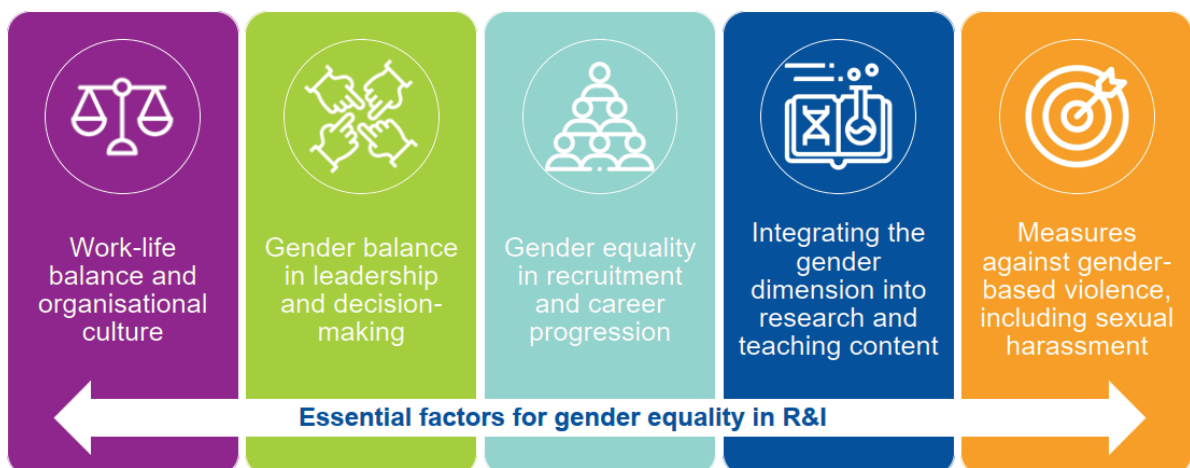 Work-life
balance and
organisational
culture
Gender balance
in leadership
and decision-
making
Gender equality
in recruitment
and career
progression
Integrating the
gender
dimension into
research and
teaching content
Measures
against gender-
based violence,
including sexual
harassment
Essential factors for gender equality in R&I